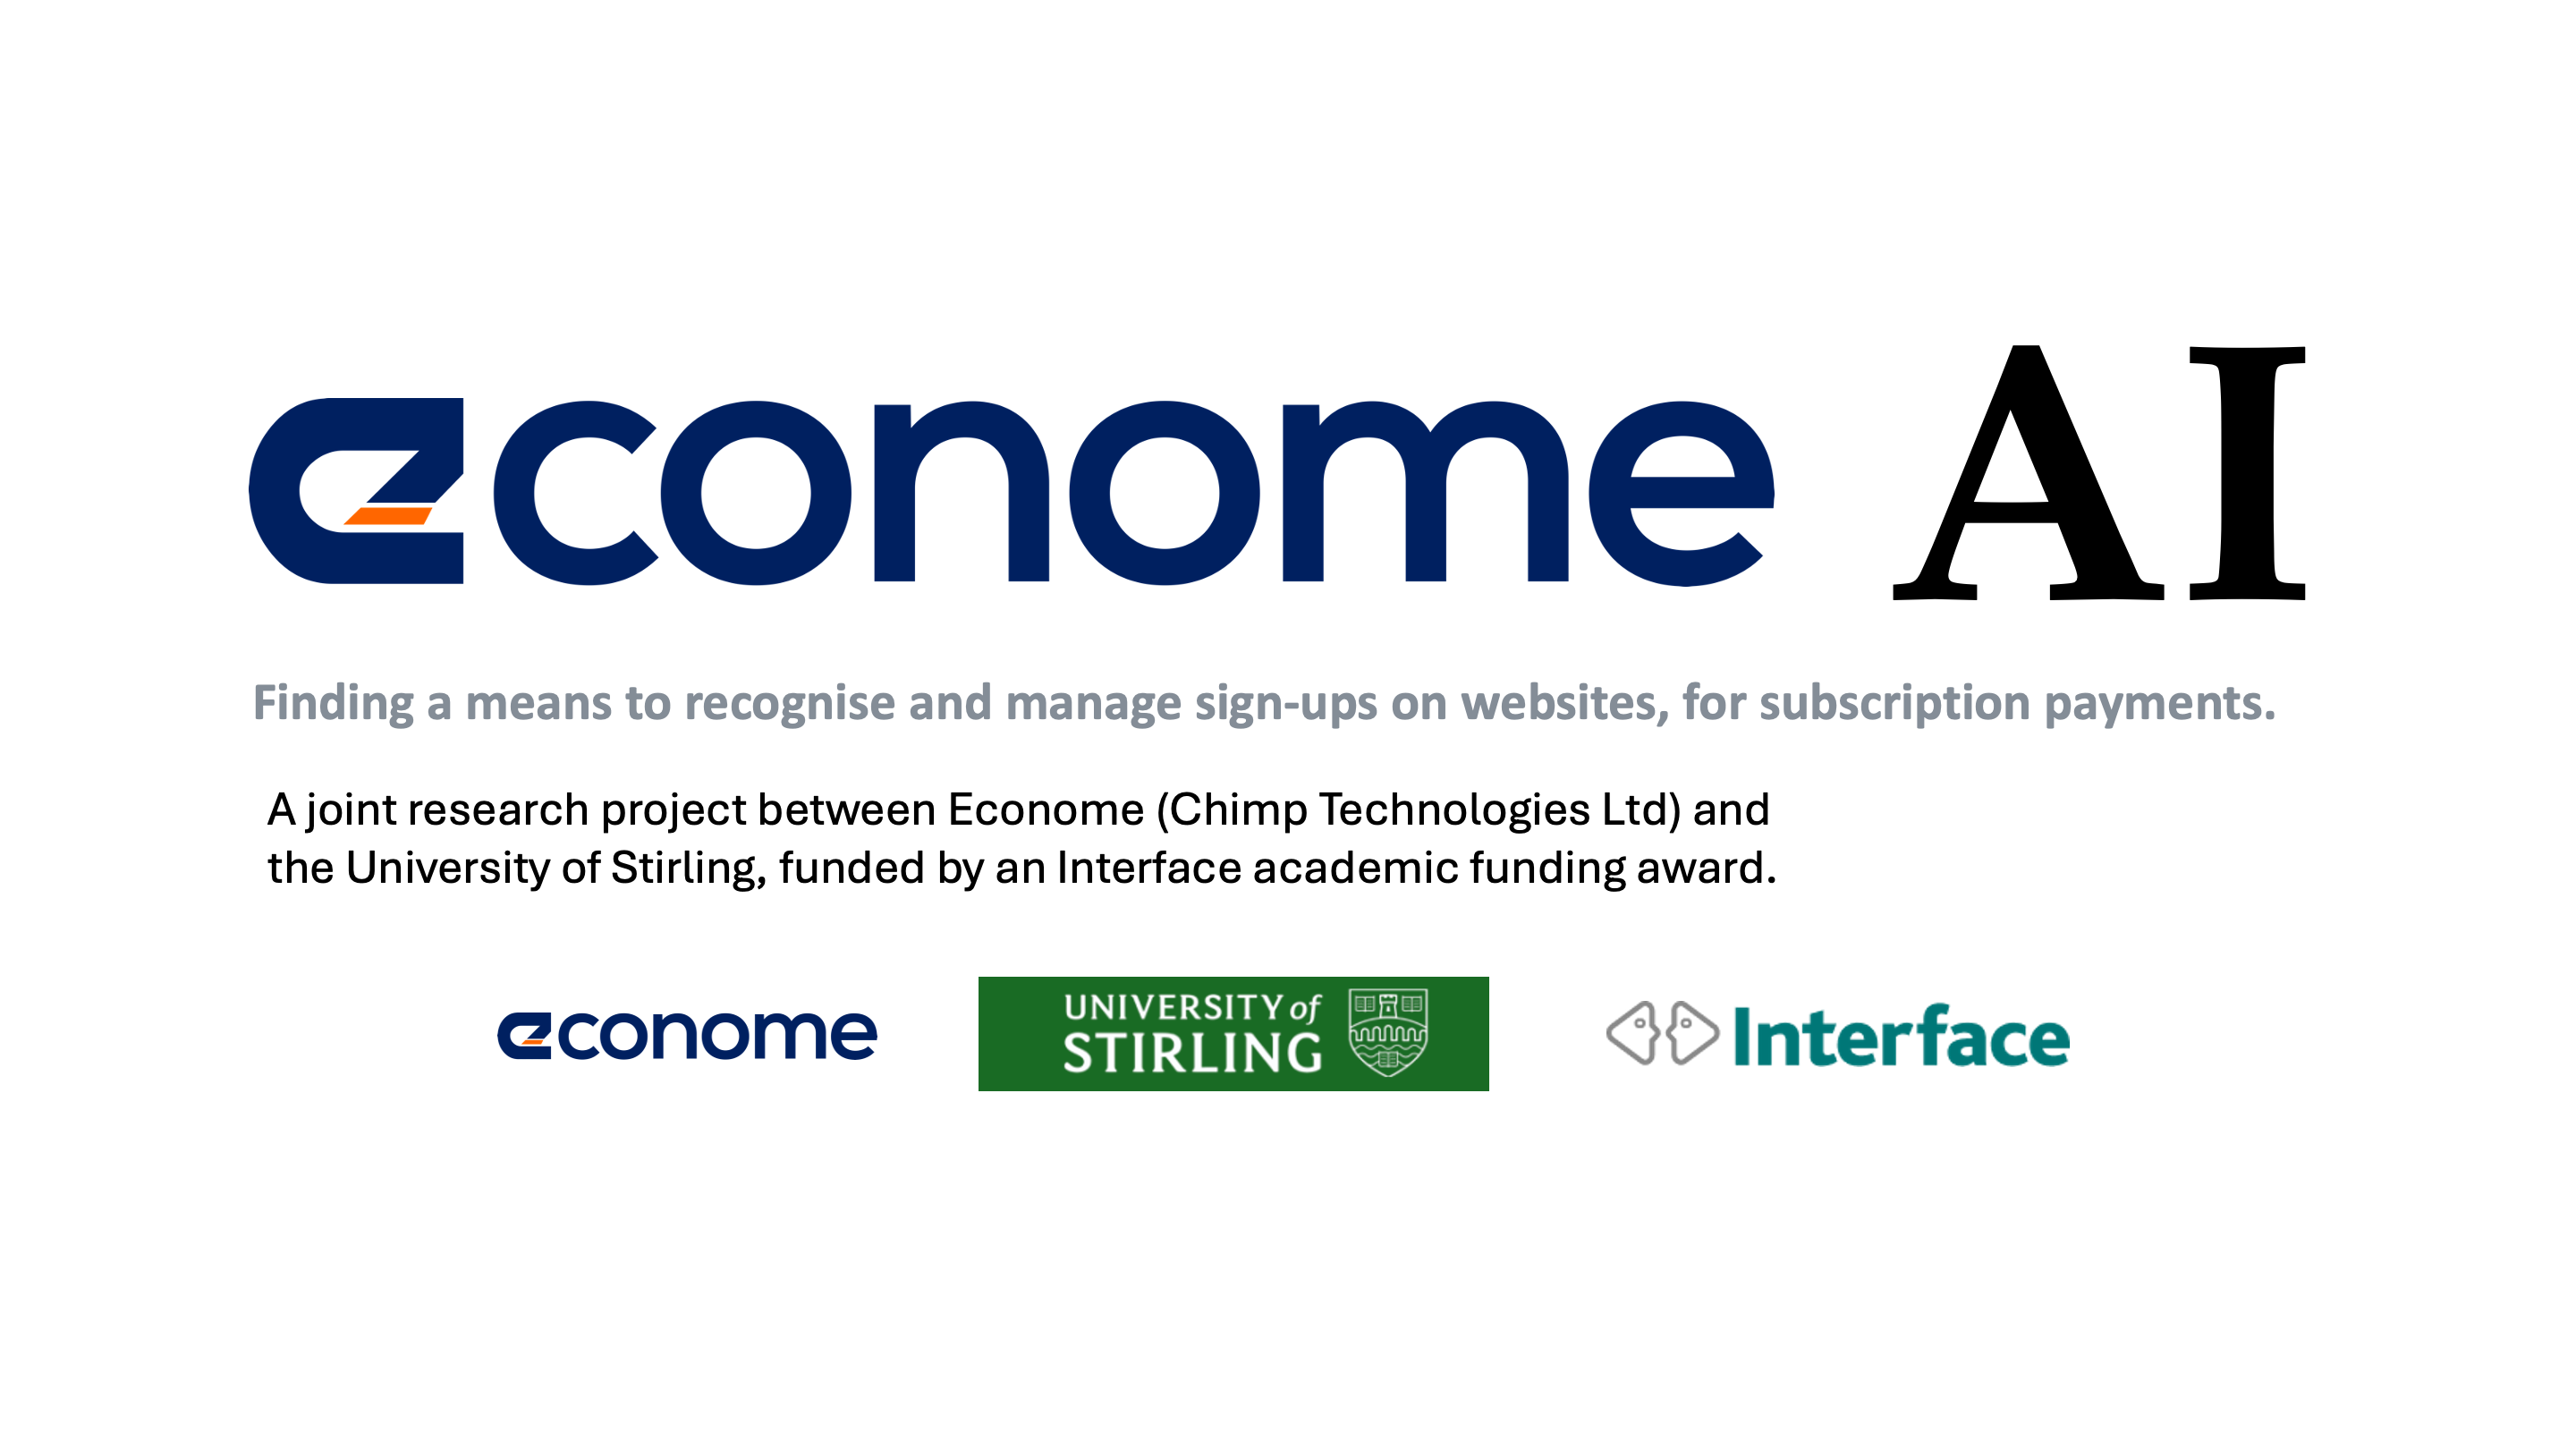 econome AI
Finding a means to recognise and manage sign-ups on websites, for subscription payments.
A joint research project between Econome (Chimp Technologies Ltd) and
the University of Stirling, funded by an Interface academic funding award.
econome
UNIVERSITY of
STIRLING
Interface